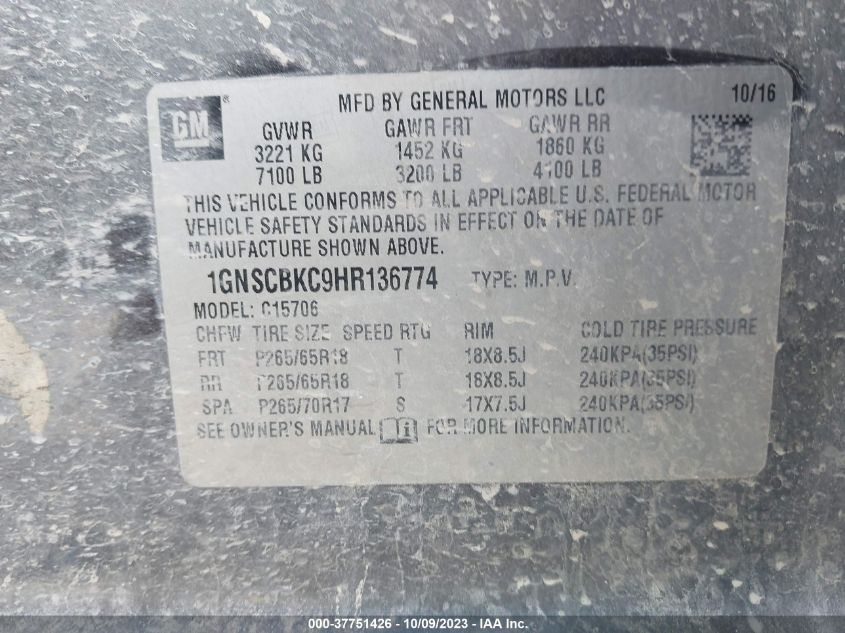 GM®
MFD BY GENERAL MOTORS LLC 10/16
GVWR GAWR FRT GAWR RR
3221 KG 1452 KG 1860 KG
7100 LB 3200 LB 4100 LB
THIS VEHICLE CONFORMS TO ALL APPLICABLE U.S. FEDERAL MOTOR
VEHICLE SAFETY STANDARDS IN EFFECT ON THE DATE OF
MANUFACTURE SHOWN ABOVE.
1GNSCBKC9HR136774 TYPE: M.P.V.
MODEL: C15706
TIRE SIZE SPEED RTG RIM COLD TIRE PRESSURE
FRT P265/65R18 T 18X8.5J 240KPA(35PSI)
RR P265/65R18 T 18X8.5J 240KPA(35PSI)
SPA P265/70R17 S 17X7.5J 240KPA(35PSI)
SEE OWNER'S MANUAL FOR MORE INFORMATION.
000-37751426 - 10/09/2023 - IAA Inc.